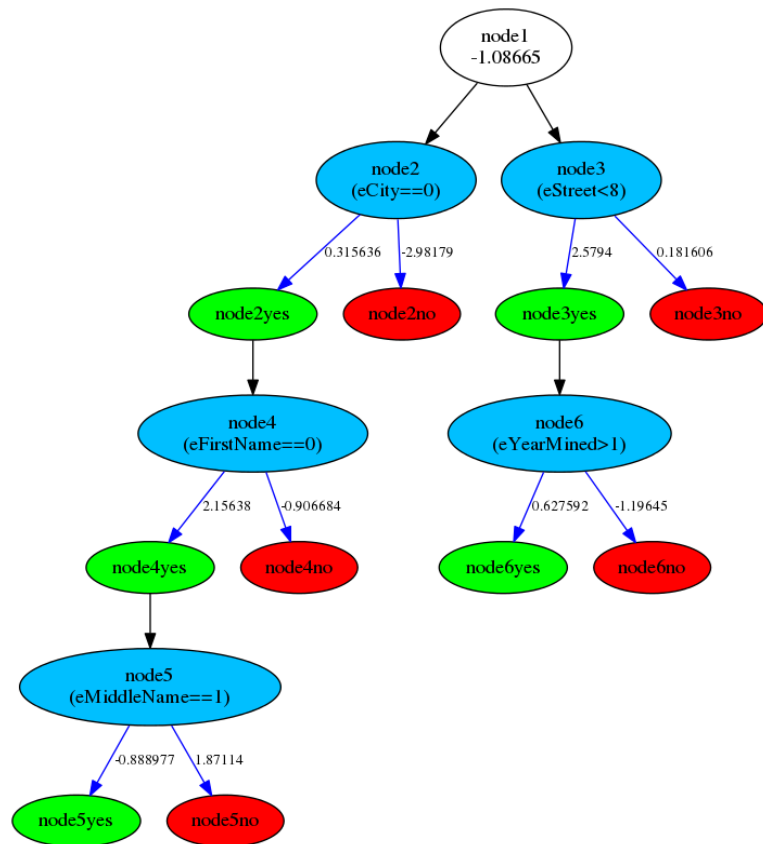 node1
-1.08665
node2
(eCity==0)
node3
(eStreet<8)
0.315636
-2.98179
2.5794
0.181606
node2yes
node2no
node3yes
node3no
node4
(eFirstName==0)
node6
(eYearMined>1)
2.15638
-0.906684
0.627592
-1.19645
node4yes
node4no
node6yes
node6no
node5
(eMiddleName==1)
-0.888977
1.87114
node5yes
node5no